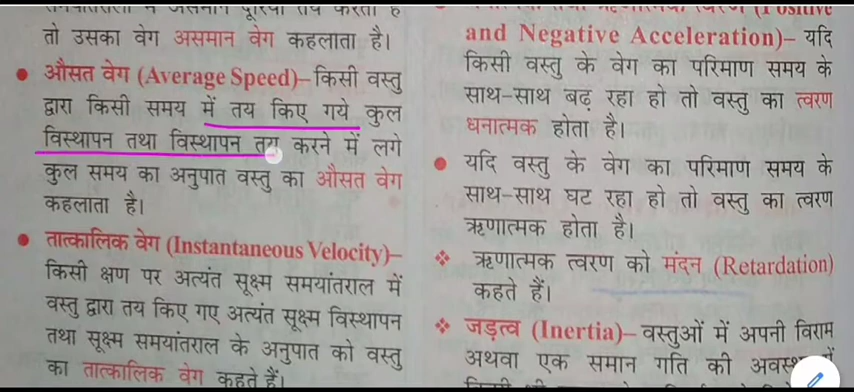 असमान दूरियाँ तय करता है
तो उसका वेग असमान वेग कहलाता है।
● औसत वेग (Average Speed)– किसी वस्तु
द्वारा किसी समय में तय किए गये कुल
विस्थापन तथा विस्थापन तय करने में लगे
कुल समय का अनुपात वस्तु का औसत वेग
कहलाता है।
● तात्कालिक वेग (Instantaneous Velocity)–
किसी क्षण पर अत्यंत सूक्ष्म समयांतराल में
वस्तु द्वारा तय किए गए अत्यंत सूक्ष्म विस्थापन
तथा सूक्ष्म समयांतराल के अनुपात को वस्तु
का तात्कालिक वेग कहते हैं।
(Positive
and Negative Acceleration)– यदि
किसी वस्तु के वेग का परिमाण समय के
साथ–साथ बढ़ रहा हो तो वस्तु का त्वरण
धनात्मक होता है।
● यदि वस्तु के वेग का परिमाण समय के
साथ–साथ घट रहा हो तो वस्तु का त्वरण
ऋणात्मक होता है।
❖ ऋणात्मक त्वरण को मंदन (Retardation)
कहते हैं।
❖ जड़त्व (Inertia)– वस्तुओं में अपनी विराम
अथवा एक समान गति की